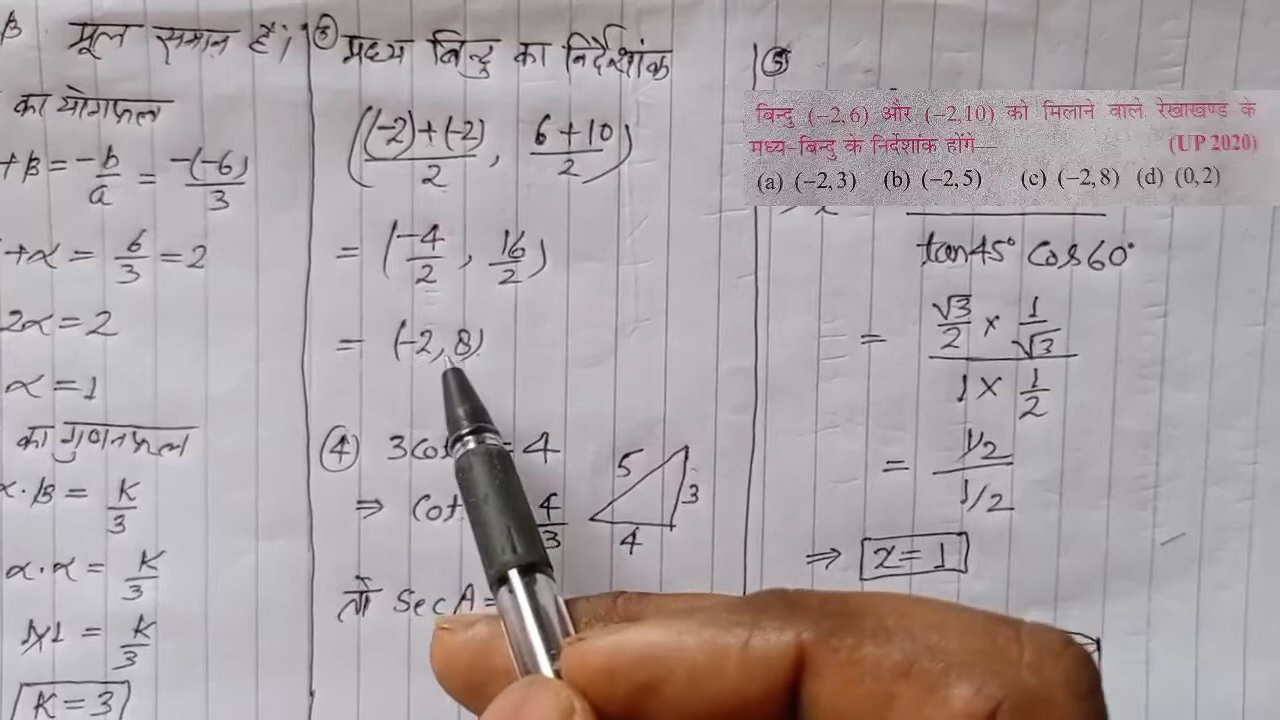 β मूल समान हैं।
का योगफल
+β = -b/a = -(-6)/3
+α = 6/3 = 2
2α = 2
α = 1
का गुणनफल
α·β = K/3
α·α = K/3
1×1 = K/3
K = 3
③ मध्य बिन्दु का निर्देशांक
((-2)+(-2)/2, 6+10/2)
= (-4/2, 16/2)
= (-2, 8)
④ 3cot = 4
⇒ cot 4/3
5
3
4
तो SecA =
⑤
बिन्दु (−2,6) और (−2,10) को मिलाने वाले रेखाखण्ड के
मध्य-बिन्दु के निर्देशांक होंगे— (UP 2020)
(a) (−2,3) (b) (−2,5) (c) (−2,8) (d) (0,2)
tan45° cos60°
= √3/2 × 1/√3
1 × 1/2
= 1/2
1/2
⇒ x = 1